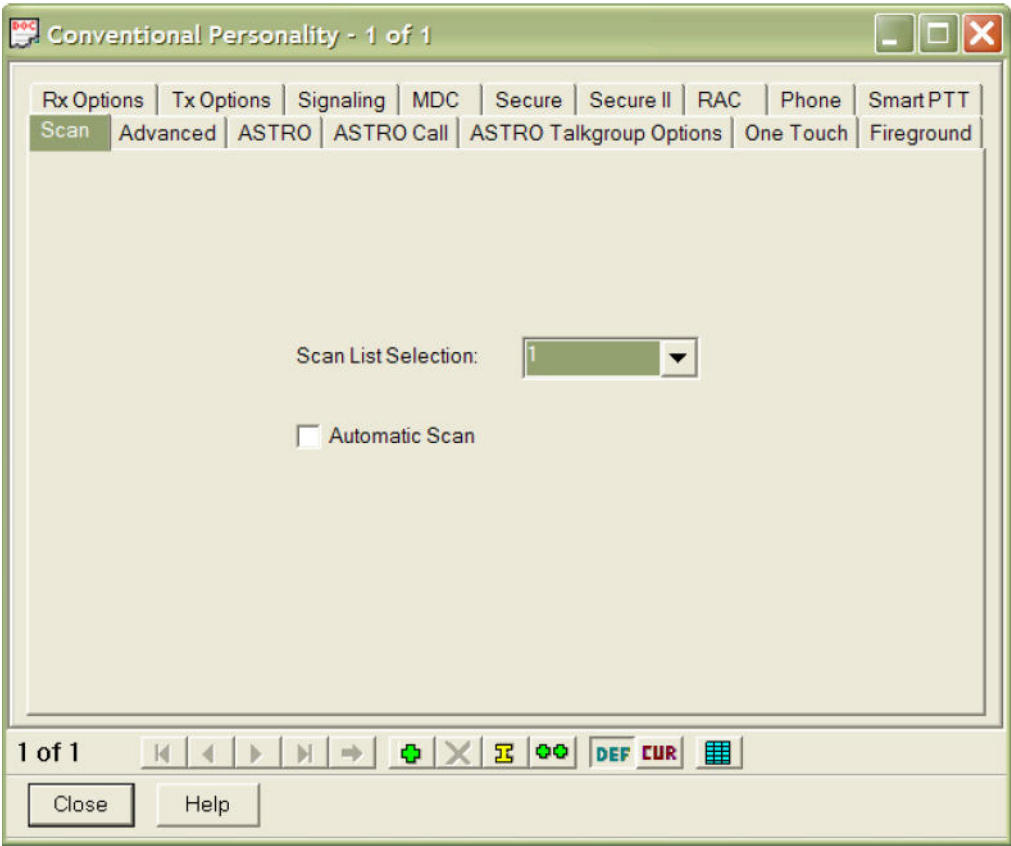 DOC
Conventional Personality - 1 of 1
Rx Options Tx Options Signaling MDC Secure Secure II RAC Phone Smart PTT
Scan Advanced ASTRO ASTRO Call ASTRO Talkgroup Options One Touch Fireground
Scan List Selection: 1
Automatic Scan
1 of 1 DEF CUR
Close Help